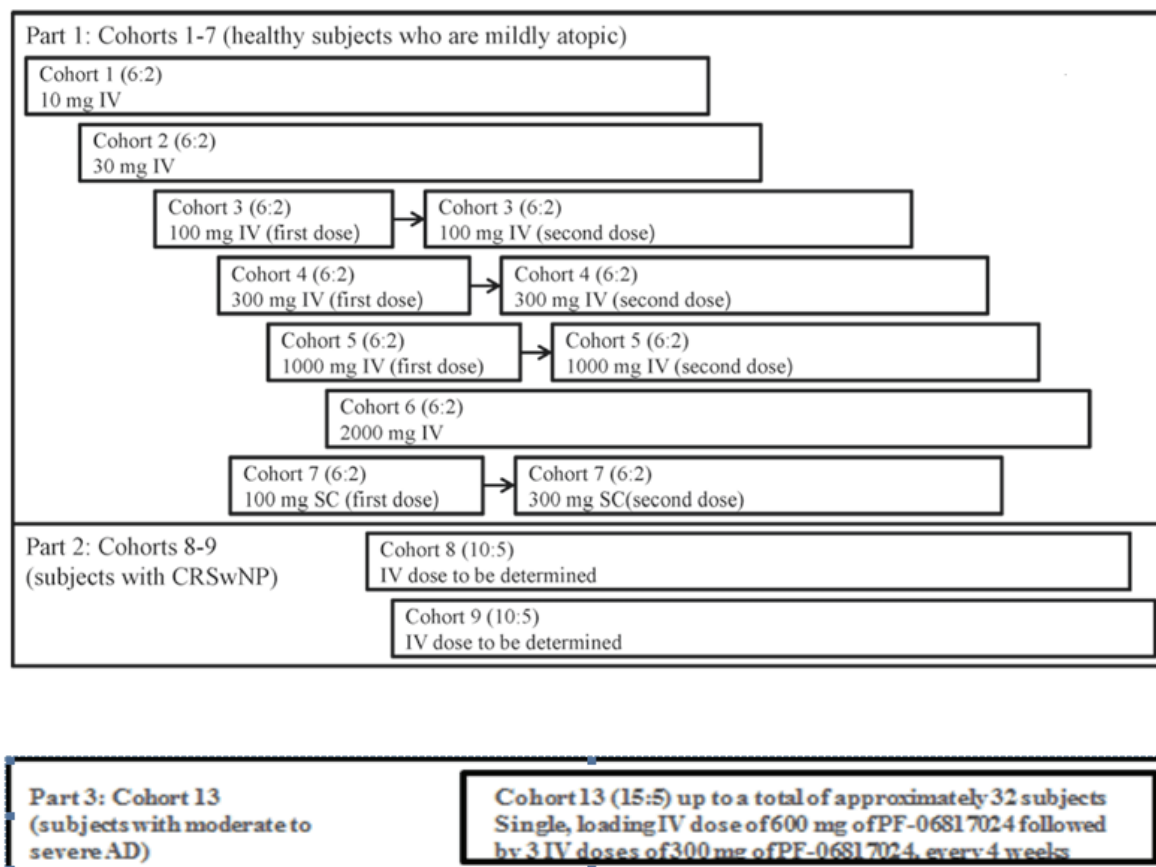 Part 1: Cohorts 1-7 (healthy subjects who are mildly atopic)
Cohort 1 (6:2)
10 mg IV
Cohort 2 (6:2)
30 mg IV
Cohort 3 (6:2)
100 mg IV (first dose)
Cohort 3 (6:2)
100 mg IV (second dose)
Cohort 4 (6:2)
300 mg IV (first dose)
Cohort 4 (6:2)
300 mg IV (second dose)
Cohort 5 (6:2)
1000 mg IV (first dose)
Cohort 5 (6:2)
1000 mg IV (second dose)
Cohort 6 (6:2)
2000 mg IV
Cohort 7 (6:2)
100 mg SC (first dose)
Cohort 7 (6:2)
300 mg SC(second dose)
Part 2: Cohorts 8-9
(subjects with CRSwNP)
Cohort 8 (10:5)
IV dose to be determined
Cohort 9 (10:5)
IV dose to be determined
Part 3: Cohort 13
(subjects with moderate to
severe AD)
Cohort 13 (15:5) up to a total of approximately 32 subjects
Single, loading IV dose of 600 mg of PF-06817024 followed
by 3 IV doses of 300 mg of PF-06817024, every 4 weeks